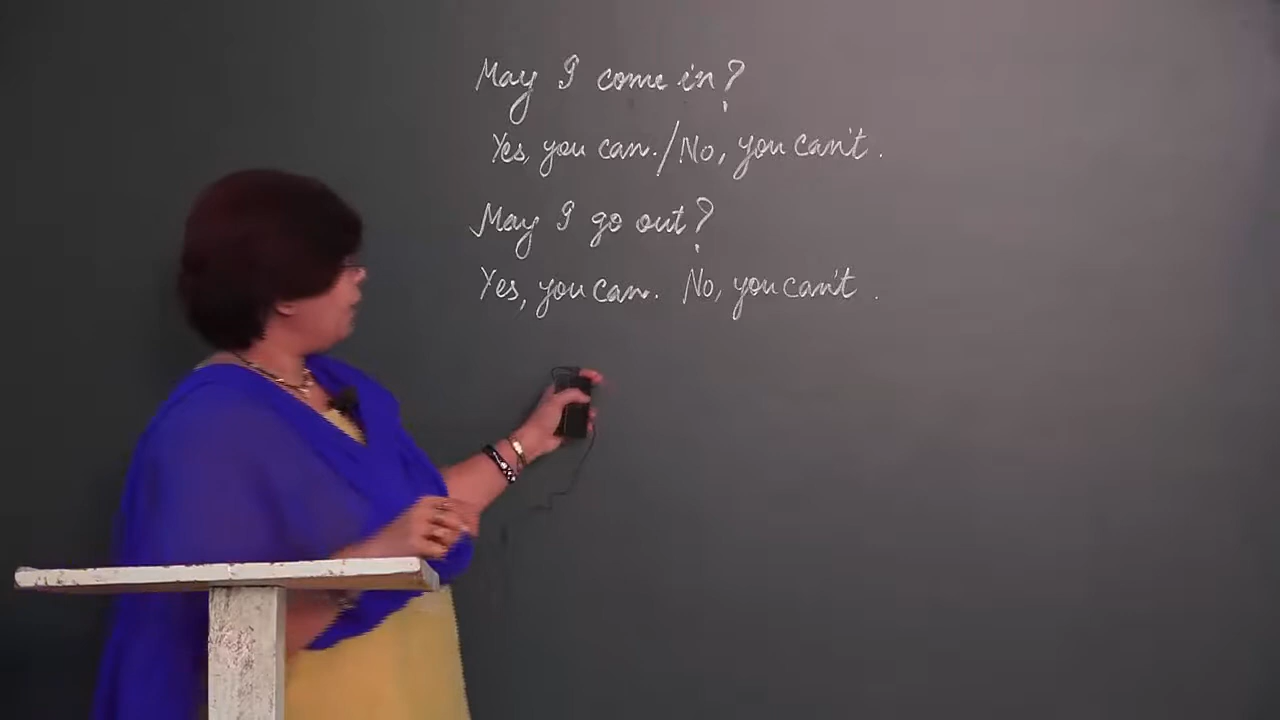 May I come in?
Yes, you can./No, you can't.
May I go out?
Yes, you can. No, you can't.